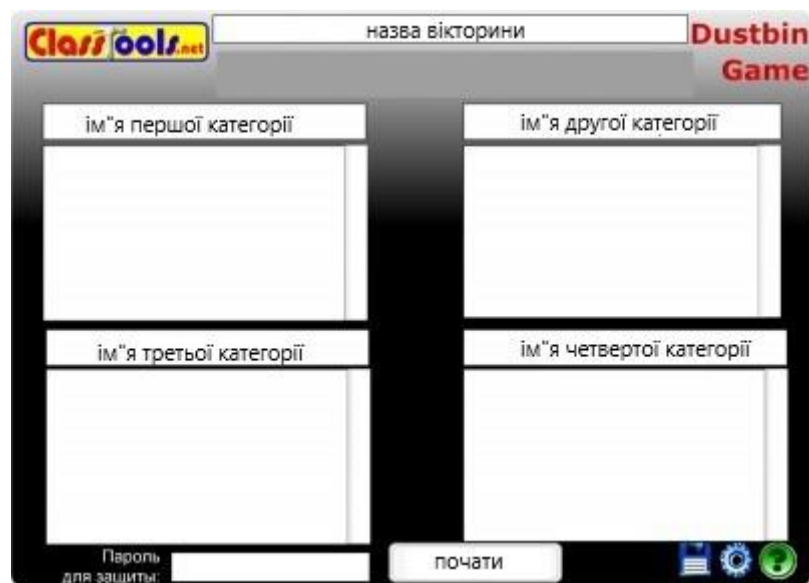 ClassTools.net
назва вікторини
Dustbin
Game
ім"я першої категорії
ім"я другої категорії
ім"я третьої категорії
ім"я четвертої категорії
Пароль
для защиты:
почати
?